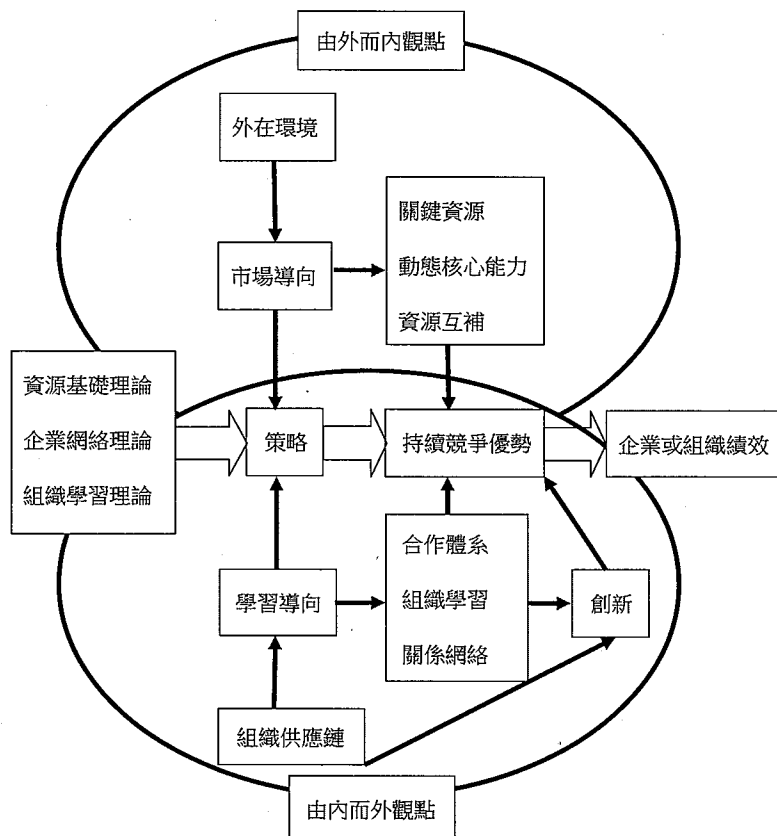 由外而內觀點
外在環境
關鍵資源
動態核心能力
資源互補
市場導向
資源基礎理論
企業網絡理論
組織學習理論
策略
持續競爭優勢
企業或組織績效
合作體系
組織學習
關係網絡
學習導向
創新
組織供應鏈
由內而外觀點